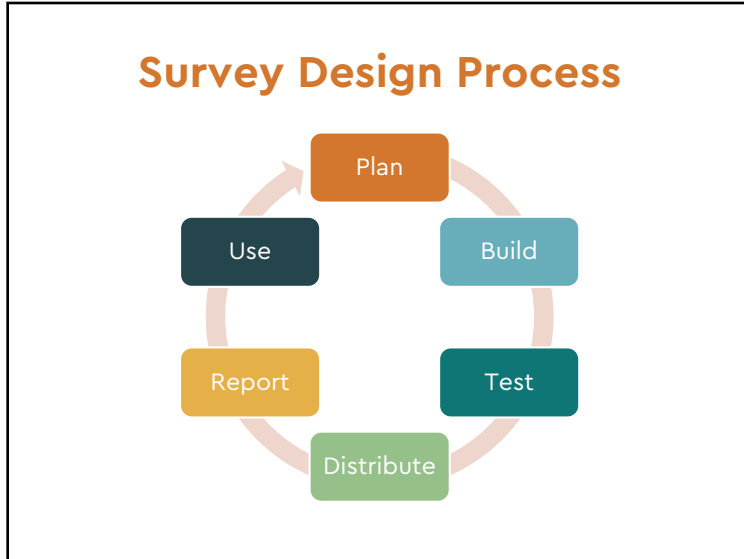 Survey Design Process
Plan
Build
Test
Distribute
Report
Use